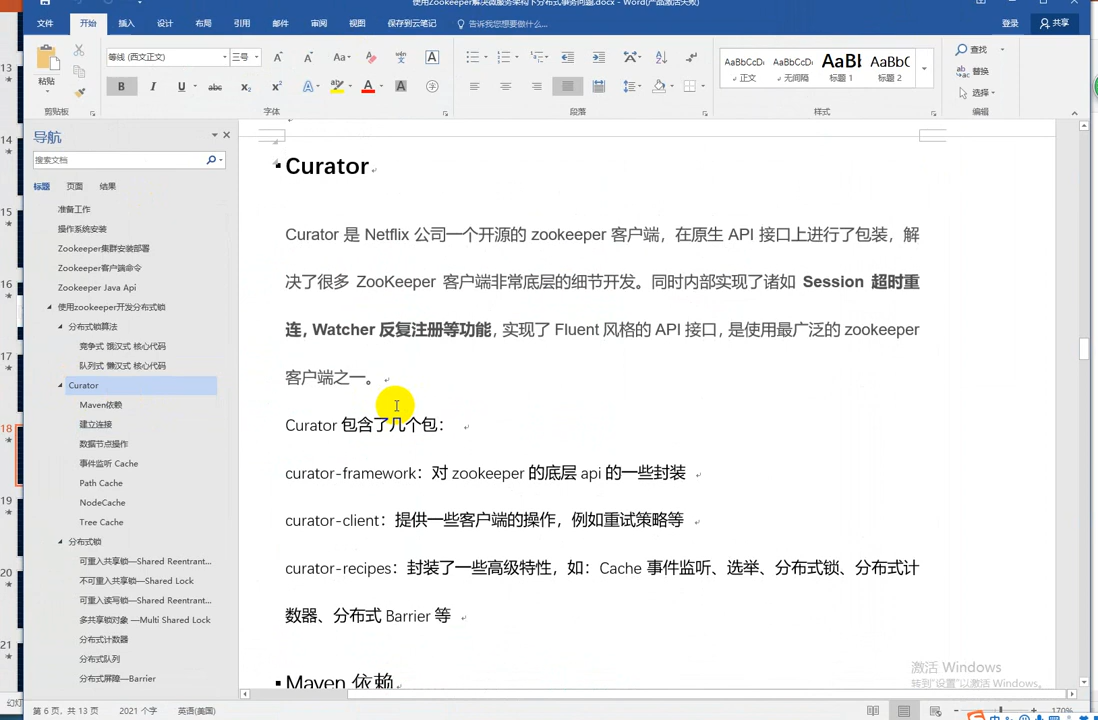 使用Zookeeper解决微服务架构下分布式事务问题.docx - Word(产品激活失败)
文件 开始 插入 设计 布局 引用 邮件 审阅 视图 保存到云笔记 告诉我您想要做什么... 登录 共享
粘贴
等线 (西文正文) 三号
剪贴板 字体 段落
AaBbCcDi AaBbCcDi AaBl AaBbC
正文 无间隔 标题 1 标题 2
样式
查找
替换
选择
编辑
导航
搜索文档
标题 页面 结果
准备工作
操作系统安装
Zookeeper集群安装部署
Zookeeper客户端命令
Zookeeper Java Api
使用zookeeper开发分布式锁
分布式锁算法
竞争式 饿汉式 核心代码
队列式 懒汉式 核心代码
Curator
Maven依赖
建立连接
数据节点操作
事件监听 Cache
Path Cache
NodeCache
Tree Cache
分布式锁
可重入共享锁—Shared Reentrant...
不可重入共享锁—Shared Lock
可重入读写锁—Shared Reentrant...
多共享锁对象 —Multi Shared Lock
分布式计数器
分布式队列
分布式屏障—Barrier
13
14
15
16
17
18
19
20
21
Curator
Curator 是 Netflix 公司一个开源的 zookeeper 客户端，在原生 API 接口上进行了包装，解
决了很多 ZooKeeper 客户端非常底层的细节开发。同时内部实现了诸如 Session 超时重
连, Watcher 反复注册等功能, 实现了 Fluent 风格的 API 接口，是使用最广泛的 zookeeper
客户端之一。
Curator 包含了几个包：
curator-framework：对 zookeeper 的底层 api 的一些封装
curator-client：提供一些客户端的操作，例如重试策略等
curator-recipes：封装了一些高级特性，如：Cache 事件监听、选举、分布式锁、分布式计
数器、分布式 Barrier 等
Maven 依赖
激活 Windows
转到"设置"以激活 Windows。
第 6 页，共 13 页 2021 个字 英语(美国) 170%